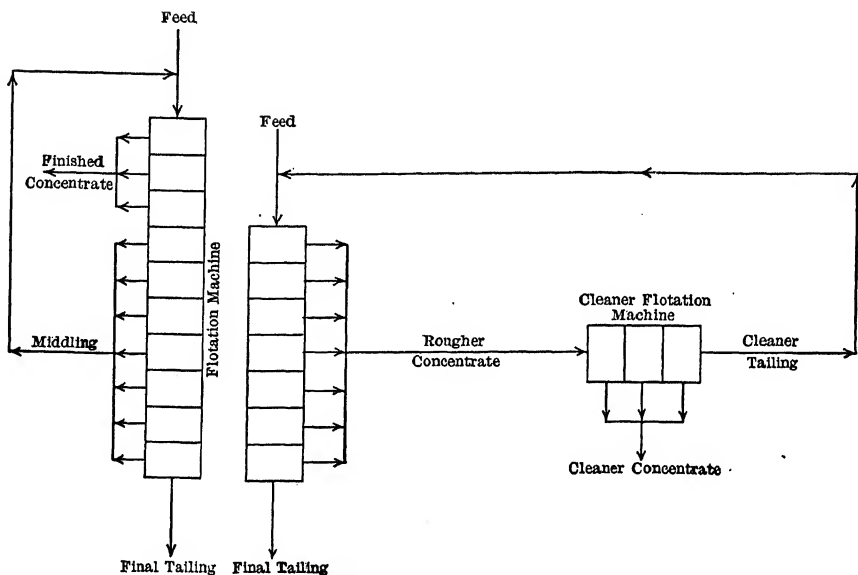 Feed
Finished
Concentrate
Middling
Flotation Machine
Final Tailing
Feed
Rougher
Concentrate
Cleaner Flotation
Machine
Cleaner
Tailing
Cleaner Concentrate
Final Tailing